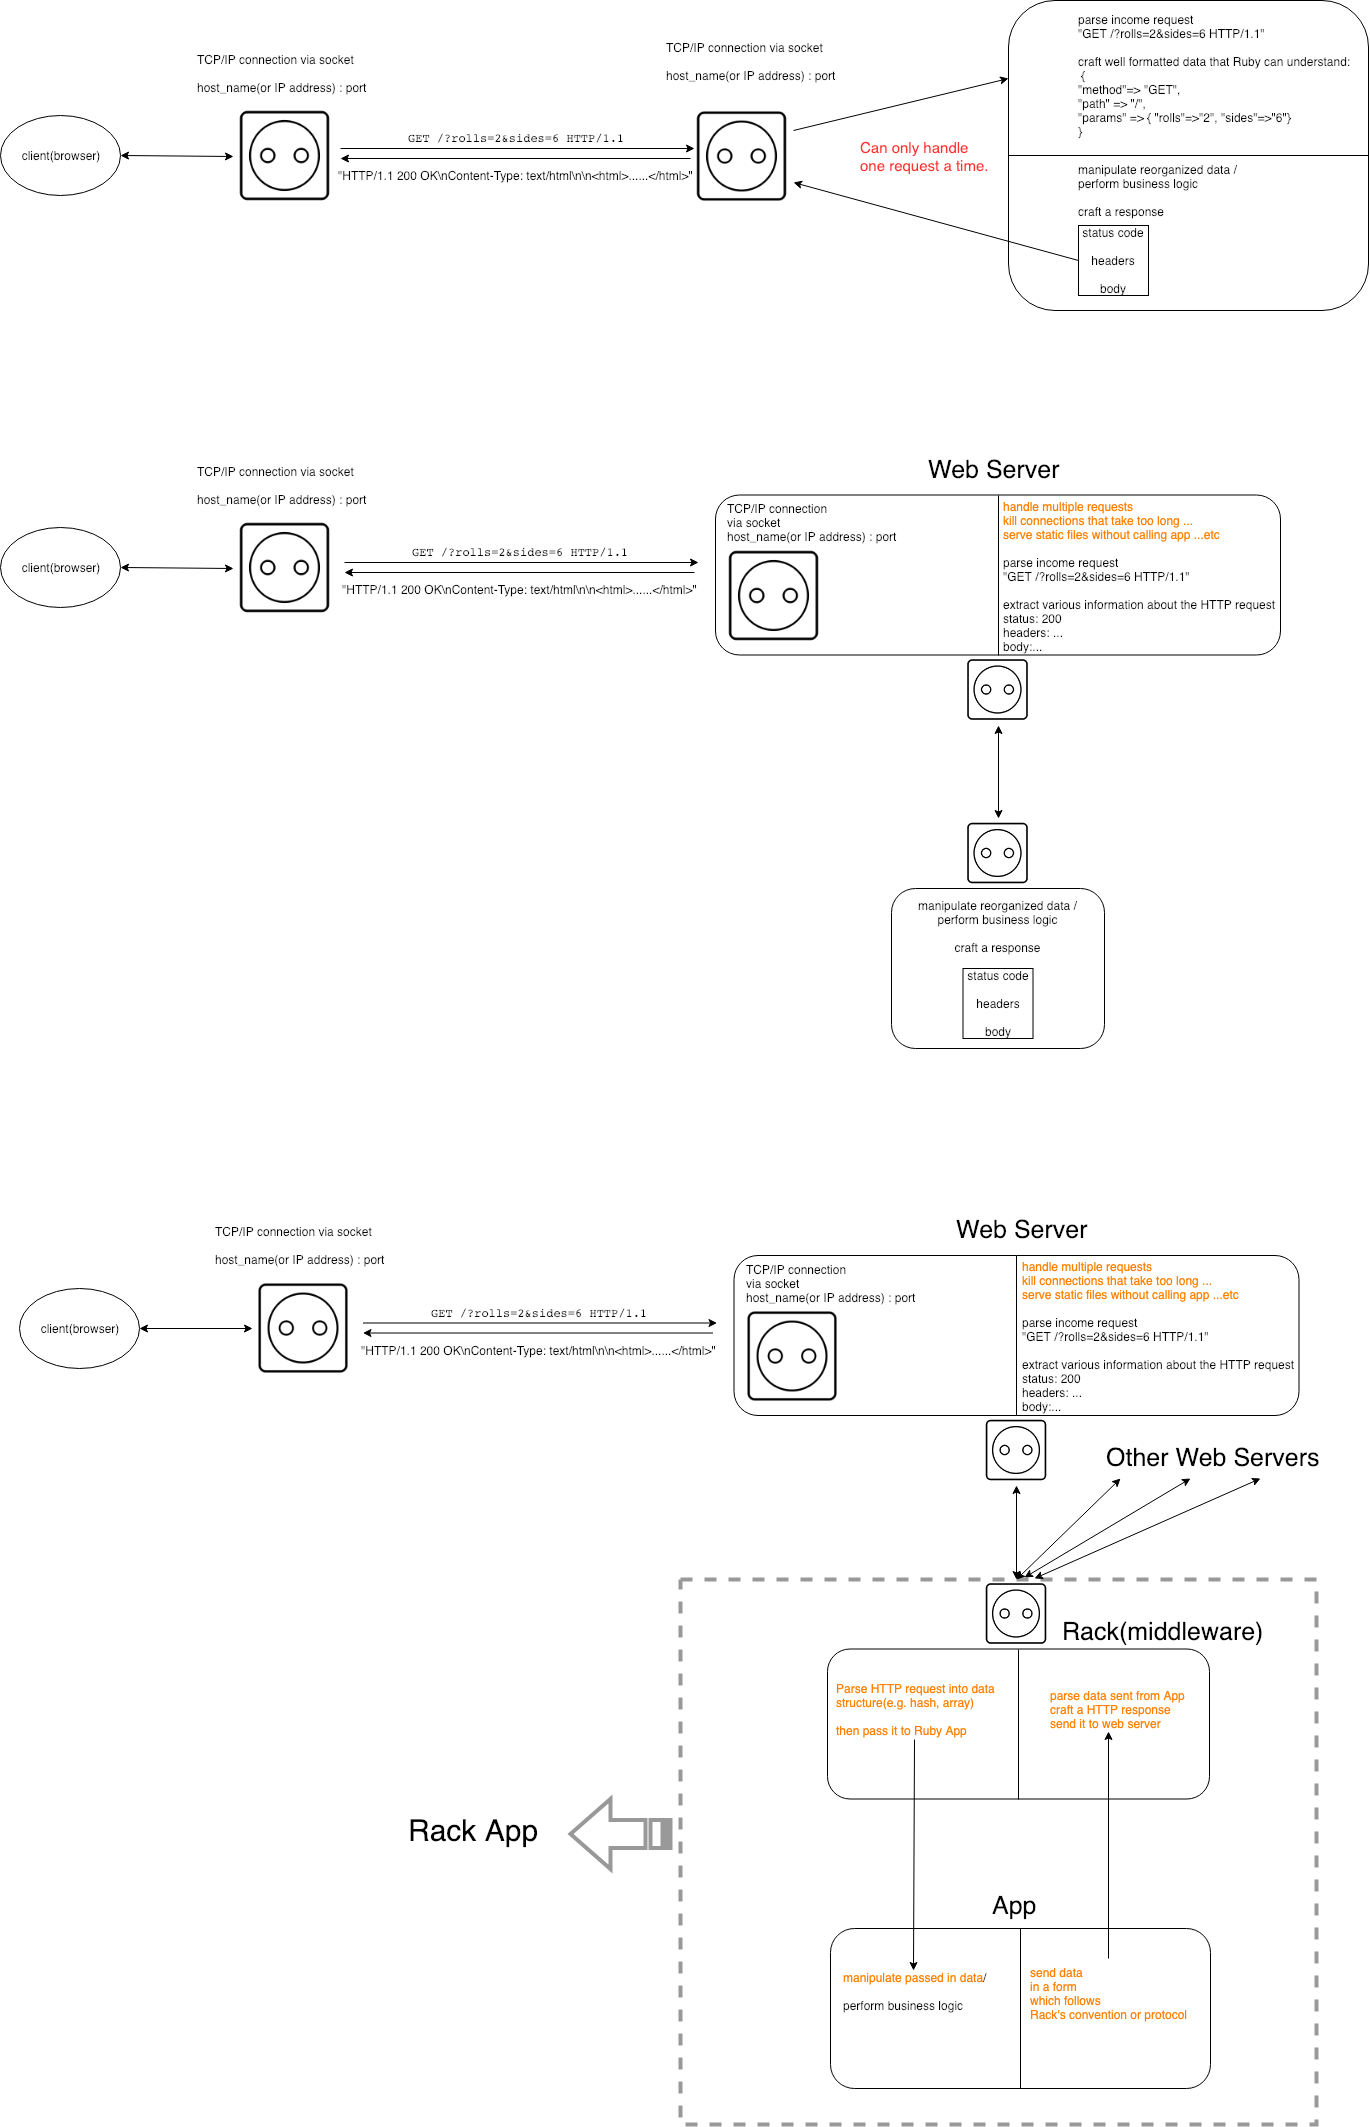 TCP/IP connection via socket
host_name(or IP address) : port
client(browser)
GET /?rolls=2&sides=6 HTTP/1.1
"HTTP/1.1 200 OK\nContent-Type: text/html\n\n<html>......</html>"
TCP/IP connection via socket
host_name(or IP address) : port
Can only handle
one request a time.
parse income request
"GET /?rolls=2&sides=6 HTTP/1.1"
craft well formatted data that Ruby can understand:
{
"method"=> "GET",
"path" => "/",
"params" => { "rolls"=>"2", "sides"=>"6"}
}
manipulate reorganized data /
perform business logic
craft a response
status code
headers
body
TCP/IP connection via socket
host_name(or IP address) : port
client(browser)
GET /?rolls=2&sides=6 HTTP/1.1
"HTTP/1.1 200 OK\nContent-Type: text/html\n\n<html>......</html>"
Web Server
TCP/IP connection
via socket
host_name(or IP address) : port
handle multiple requests
kill connections that take too long ...
serve static files without calling app ...etc
parse income request
"GET /?rolls=2&sides=6 HTTP/1.1"
extract various information about the HTTP request
status: 200
headers: ...
body:...
manipulate reorganized data /
perform business logic
craft a response
status code
headers
body
TCP/IP connection via socket
host_name(or IP address) : port
client(browser)
GET /?rolls=2&sides=6 HTTP/1.1
"HTTP/1.1 200 OK\nContent-Type: text/html\n\n<html>......</html>"
Web Server
TCP/IP connection
via socket
host_name(or IP address) : port
handle multiple requests
kill connections that take too long ...
serve static files without calling app ...etc
parse income request
"GET /?rolls=2&sides=6 HTTP/1.1"
extract various information about the HTTP request
status: 200
headers: ...
body:...
Other Web Servers
Rack(middleware)
Parse HTTP request into data
structure(e.g. hash, array)
then pass it to Ruby App
parse data sent from App
craft a HTTP response
send it to web server
Rack App
App
manipulate passed in data/
perform business logic
send data
in a form
which follows
Rack's convention or protocol